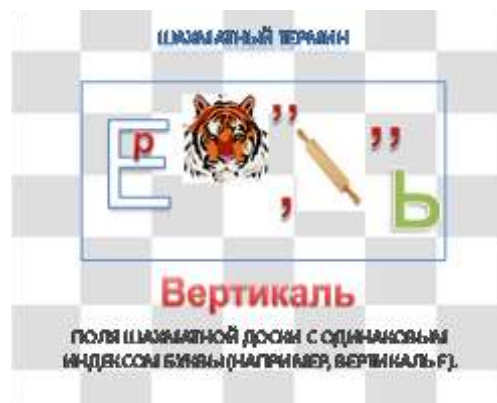 ШАХМАТНЫЙ ТЕРМИН
Е р ,, , ,, Ь
Вертикаль
ПОЛЯ ШАХМАТНОЙ ДОСКИ С ОДИНАКОВЫМ
ИНДЕКСОМ БУКВЫ (НАПРИМЕР, ВЕРТИКАЛЬ F).